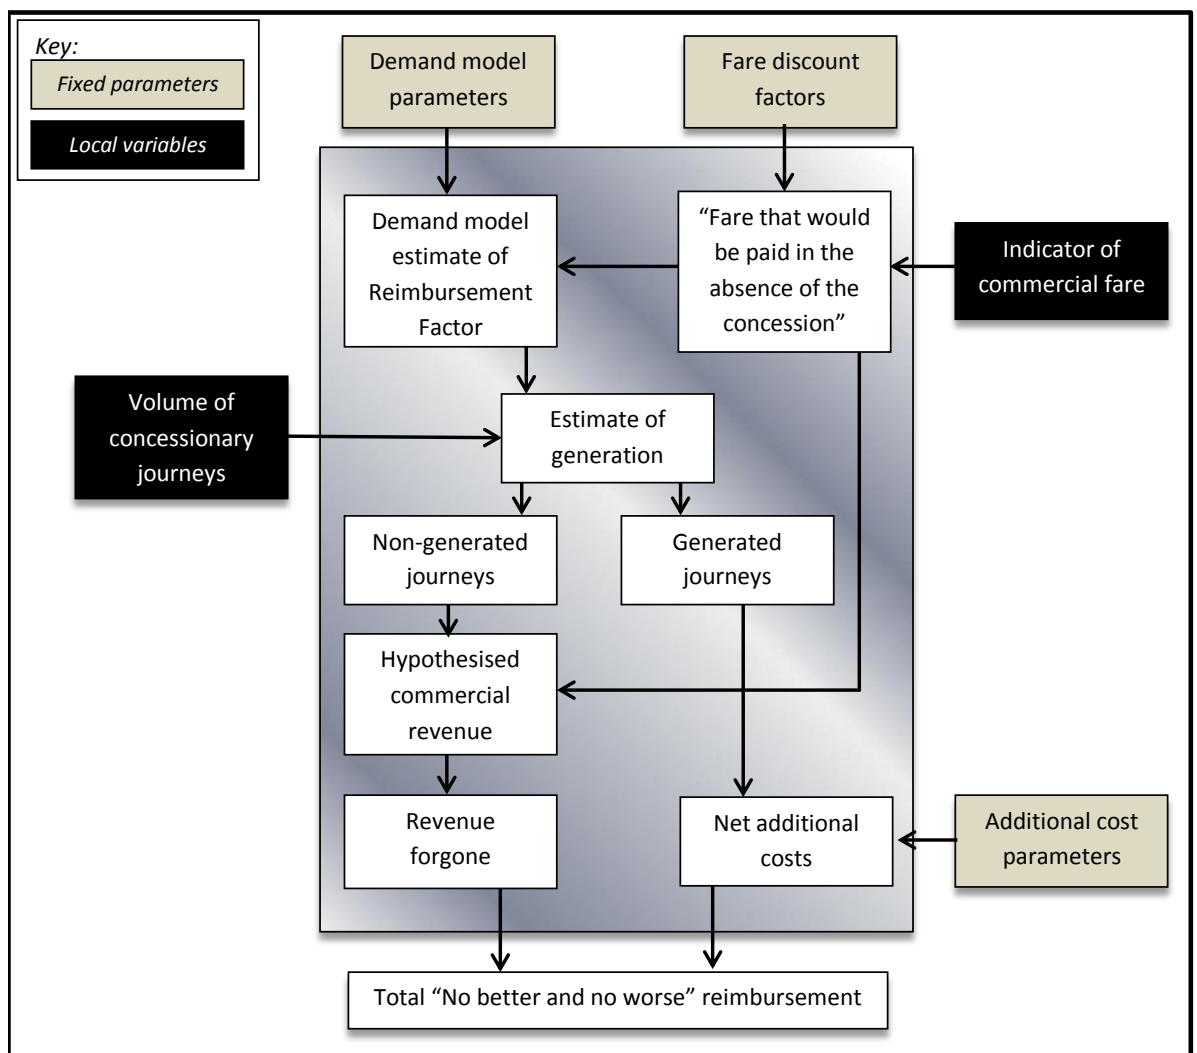 Key:
Fixed parameters
Local variables
Demand model
parameters
Fare discount
factors
Demand model
estimate of
Reimbursement
Factor
“Fare that would
be paid in the
absence of the
concession”
Indicator of
commercial fare
Volume of
concessionary
journeys
Estimate of
generation
Non-generated
journeys
Generated
journeys
Hypothesised
commercial
revenue
Revenue
forgone
Net additional
costs
Additional cost
parameters
Total “No better and no worse” reimbursement